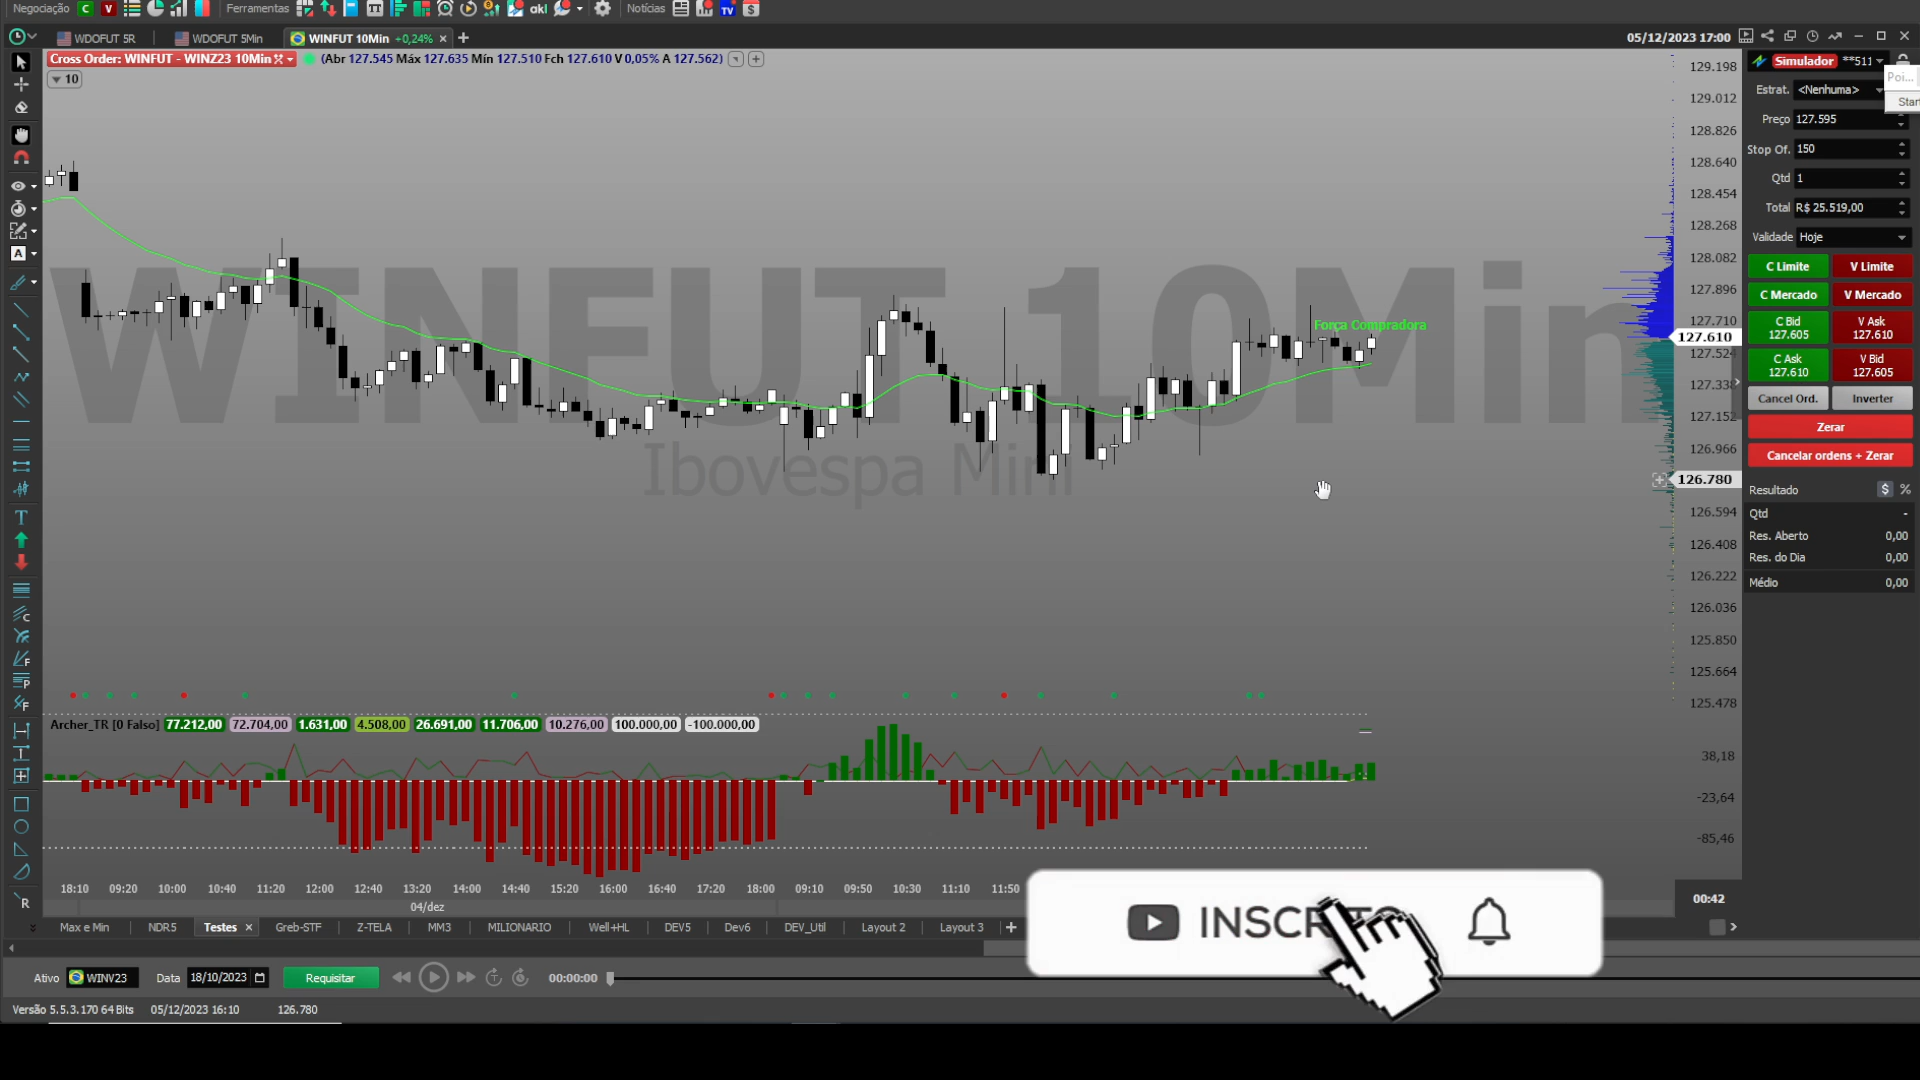 Negociação C V Ferramentas TT akl TV $ Notícias
WDOFUT 5R WDOFUT 5Min WINFUT 10Min +0,24% × + 05/12/2023 17:00
Cross Order: WINFUT - WINZ23 10Min (Abr 127.545 Máx 127.635 Mín 127.510 Fch 127.610 V 0,05% A 127.562)
10
WINFUT 10Min
Ibovespa Mini
Força Compradora
129.198
129.012
128.826
128.640
128.454
128.268
128.082
127.896
127.710
127.610
127.524
127.338
127.152
126.966
126.780
126.594
126.408
126.222
126.036
125.850
125.664
125.478
Simulador **511
Poi...
Start
Estrat. <Nenhuma>
Preço 127.595
Stop Of. 150
Qtd 1
Total R$ 25.519,00
Validade Hoje
C Limite V Limite
C Mercado V Mercado
C Bid V Ask
127.605 127.610
C Ask V Bid
127.610 127.605
Cancel Ord. Inverter
Zerar
Cancelar ordens + Zerar
Resultado $ %
Qtd -
Res. Aberto 0,00
Res. do Dia 0,00
Médio 0,00
Archer_TR [0 Falso] 77.212,00 72.704,00 1.631,00 4.508,00 26.691,00 11.706,00 10.276,00 100.000,00 -100.000,00
38,18
-23,64
-85,46
18:10 09:20 10:00 10:40 11:20 12:00 12:40 13:20 14:00 14:40 15:20 16:00 16:40 17:20 18:00 09:10 09:50 10:30 11:10 11:50
00:42
04/dez
Max e Min NDR5 Testes × Greb-STF Z-TELA MM3 MILIONARIO Well+HL DEV5 Dev6 DEV_Util Layout 2 Layout 3 +
INSCRITO
Ativo WINV23 Data 18/10/2023 Requisitar 00:00:00
Versão 5.5.3.170 64 Bits 05/12/2023 16:10 126.780